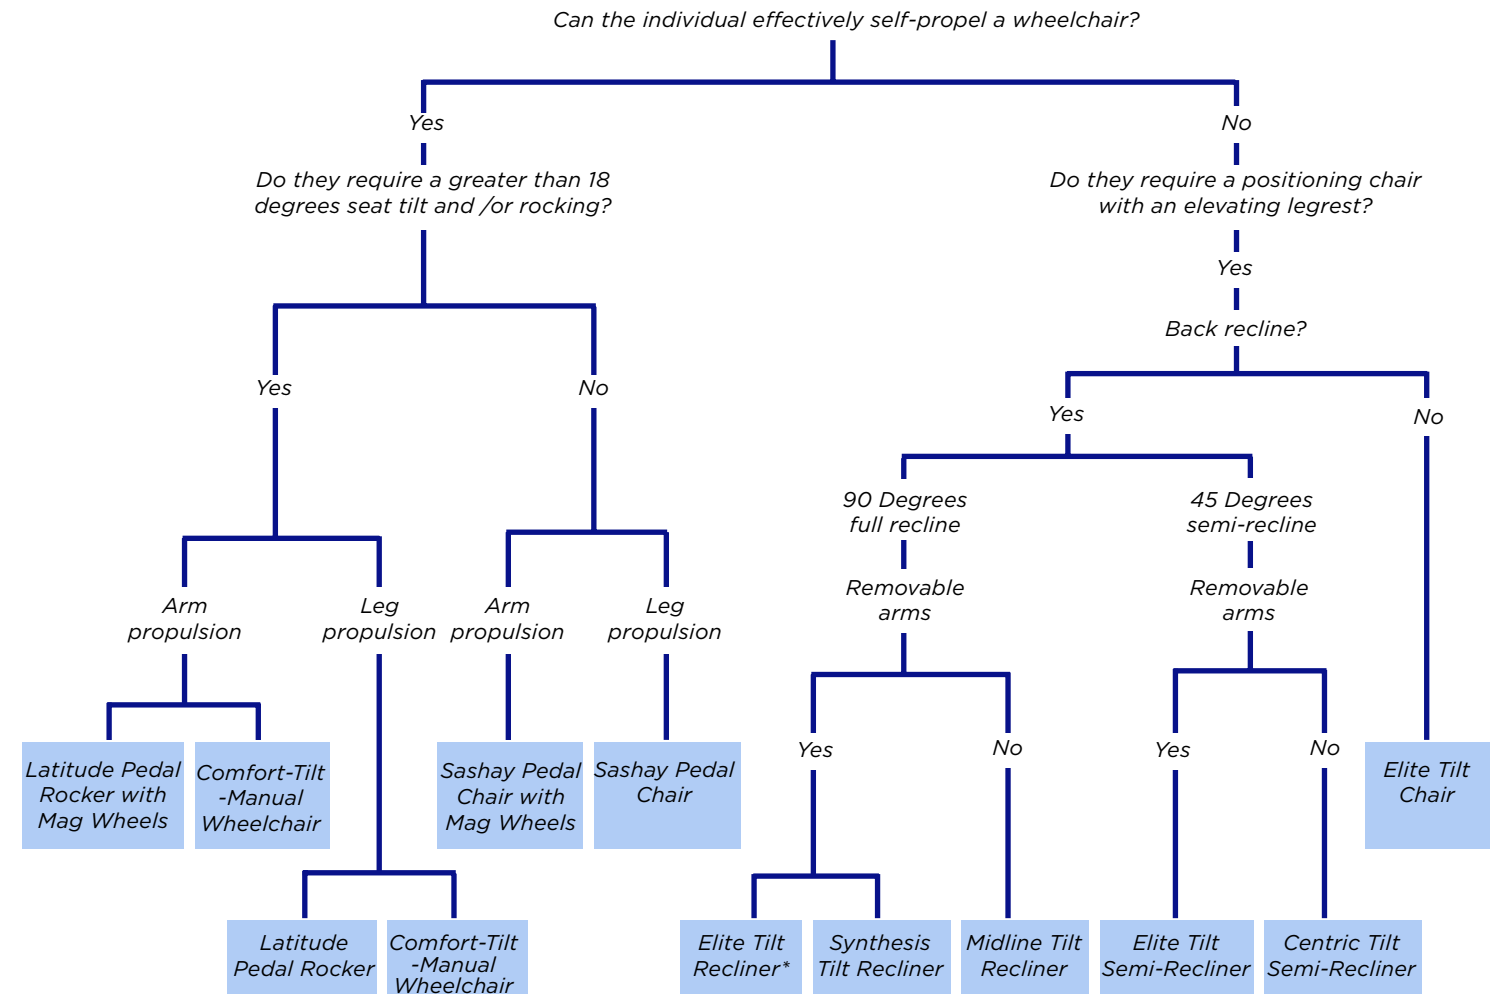 Can the individual effectively self-propel a wheelchair?
Yes
No
Do they require a greater than 18
degrees seat tilt and /or rocking?
Do they require a positioning chair
with an elevating legrest?
Yes
Back recline?
Yes
No
Yes
No
90 Degrees
full recline
45 Degrees
semi-recline
Removable
arms
Removable
arms
Arm
propulsion
Leg
propulsion
Arm
propulsion
Leg
propulsion
Yes
No
Yes
No
Latitude Pedal
Rocker with
Mag Wheels
Comfort-Tilt
-Manual
Wheelchair
Sashay Pedal
Chair with
Mag Wheels
Sashay Pedal
Chair
Elite Tilt
Chair
Latitude
Pedal Rocker
Comfort-Tilt
-Manual
Wheelchair
Elite Tilt
Recliner*
Synthesis
Tilt Recliner
Midline Tilt
Recliner
Elite Tilt
Semi-Recliner
Centric Tilt
Semi-Recliner